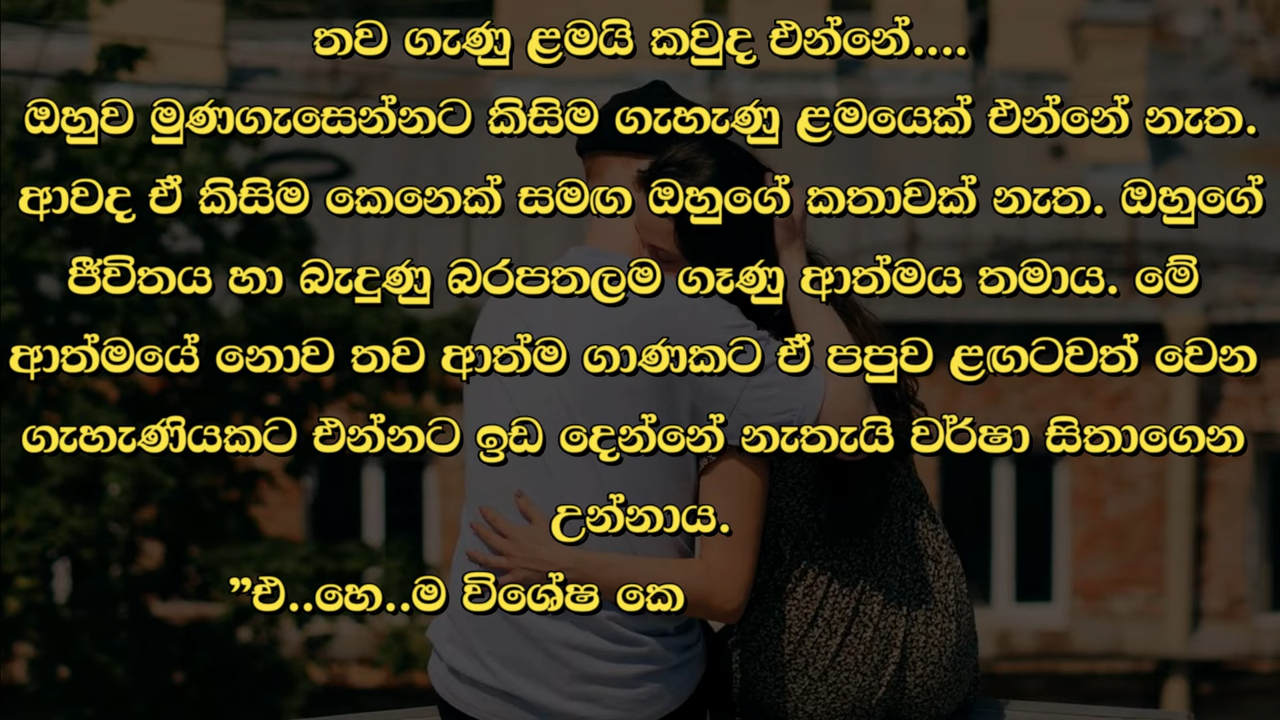 තව ගැණු ළමයි කවුද එන්නේ....
ඔහුව මුණගැසෙන්නට කිසිම ගැහැණු ළමයෙක් එන්නේ නැත.
ආවද ඒ කිසිම කෙනෙක් සමඟ ඔහුගේ කතාවක් නැත. ඔහුගේ
ජීවිතය හා බැදුණු බරපතලම ගෑණු ආත්මය තමාය. මේ
ආත්මයේ නොව තව ආත්ම ගාණකට ඒ පපුව ළඟටවත් වෙන
ගැහැණියකට එන්නට ඉඩ දෙන්නේ නැතැයි වර්ෂා සිතාගෙන
උන්නාය.
”එ..හෙ..ම විශේෂ කෙ